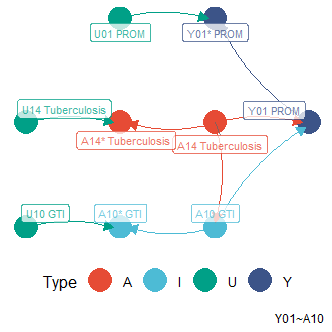 U01 PROM
Y01* PROM
U14 Tuberculosis
Y01 PROM
A14* Tuberculosis
A14 Tuberculosis
U10 GTI
A10* GTI
A10 GTI
Type A I U Y
Y01~A10